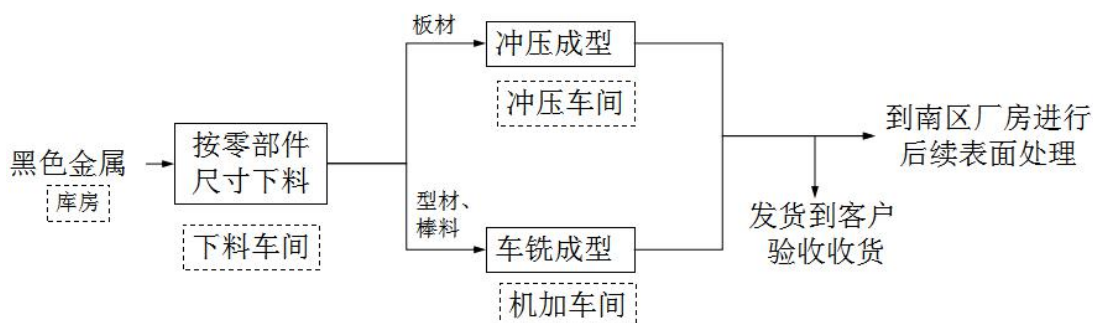 黑色金属
库房
按零部件
尺寸下料
下料车间
板材
冲压成型
冲压车间
型材、
棒料
车铣成型
机加车间
到南区厂房进行
后续表面处理
发货到客户
验收收货